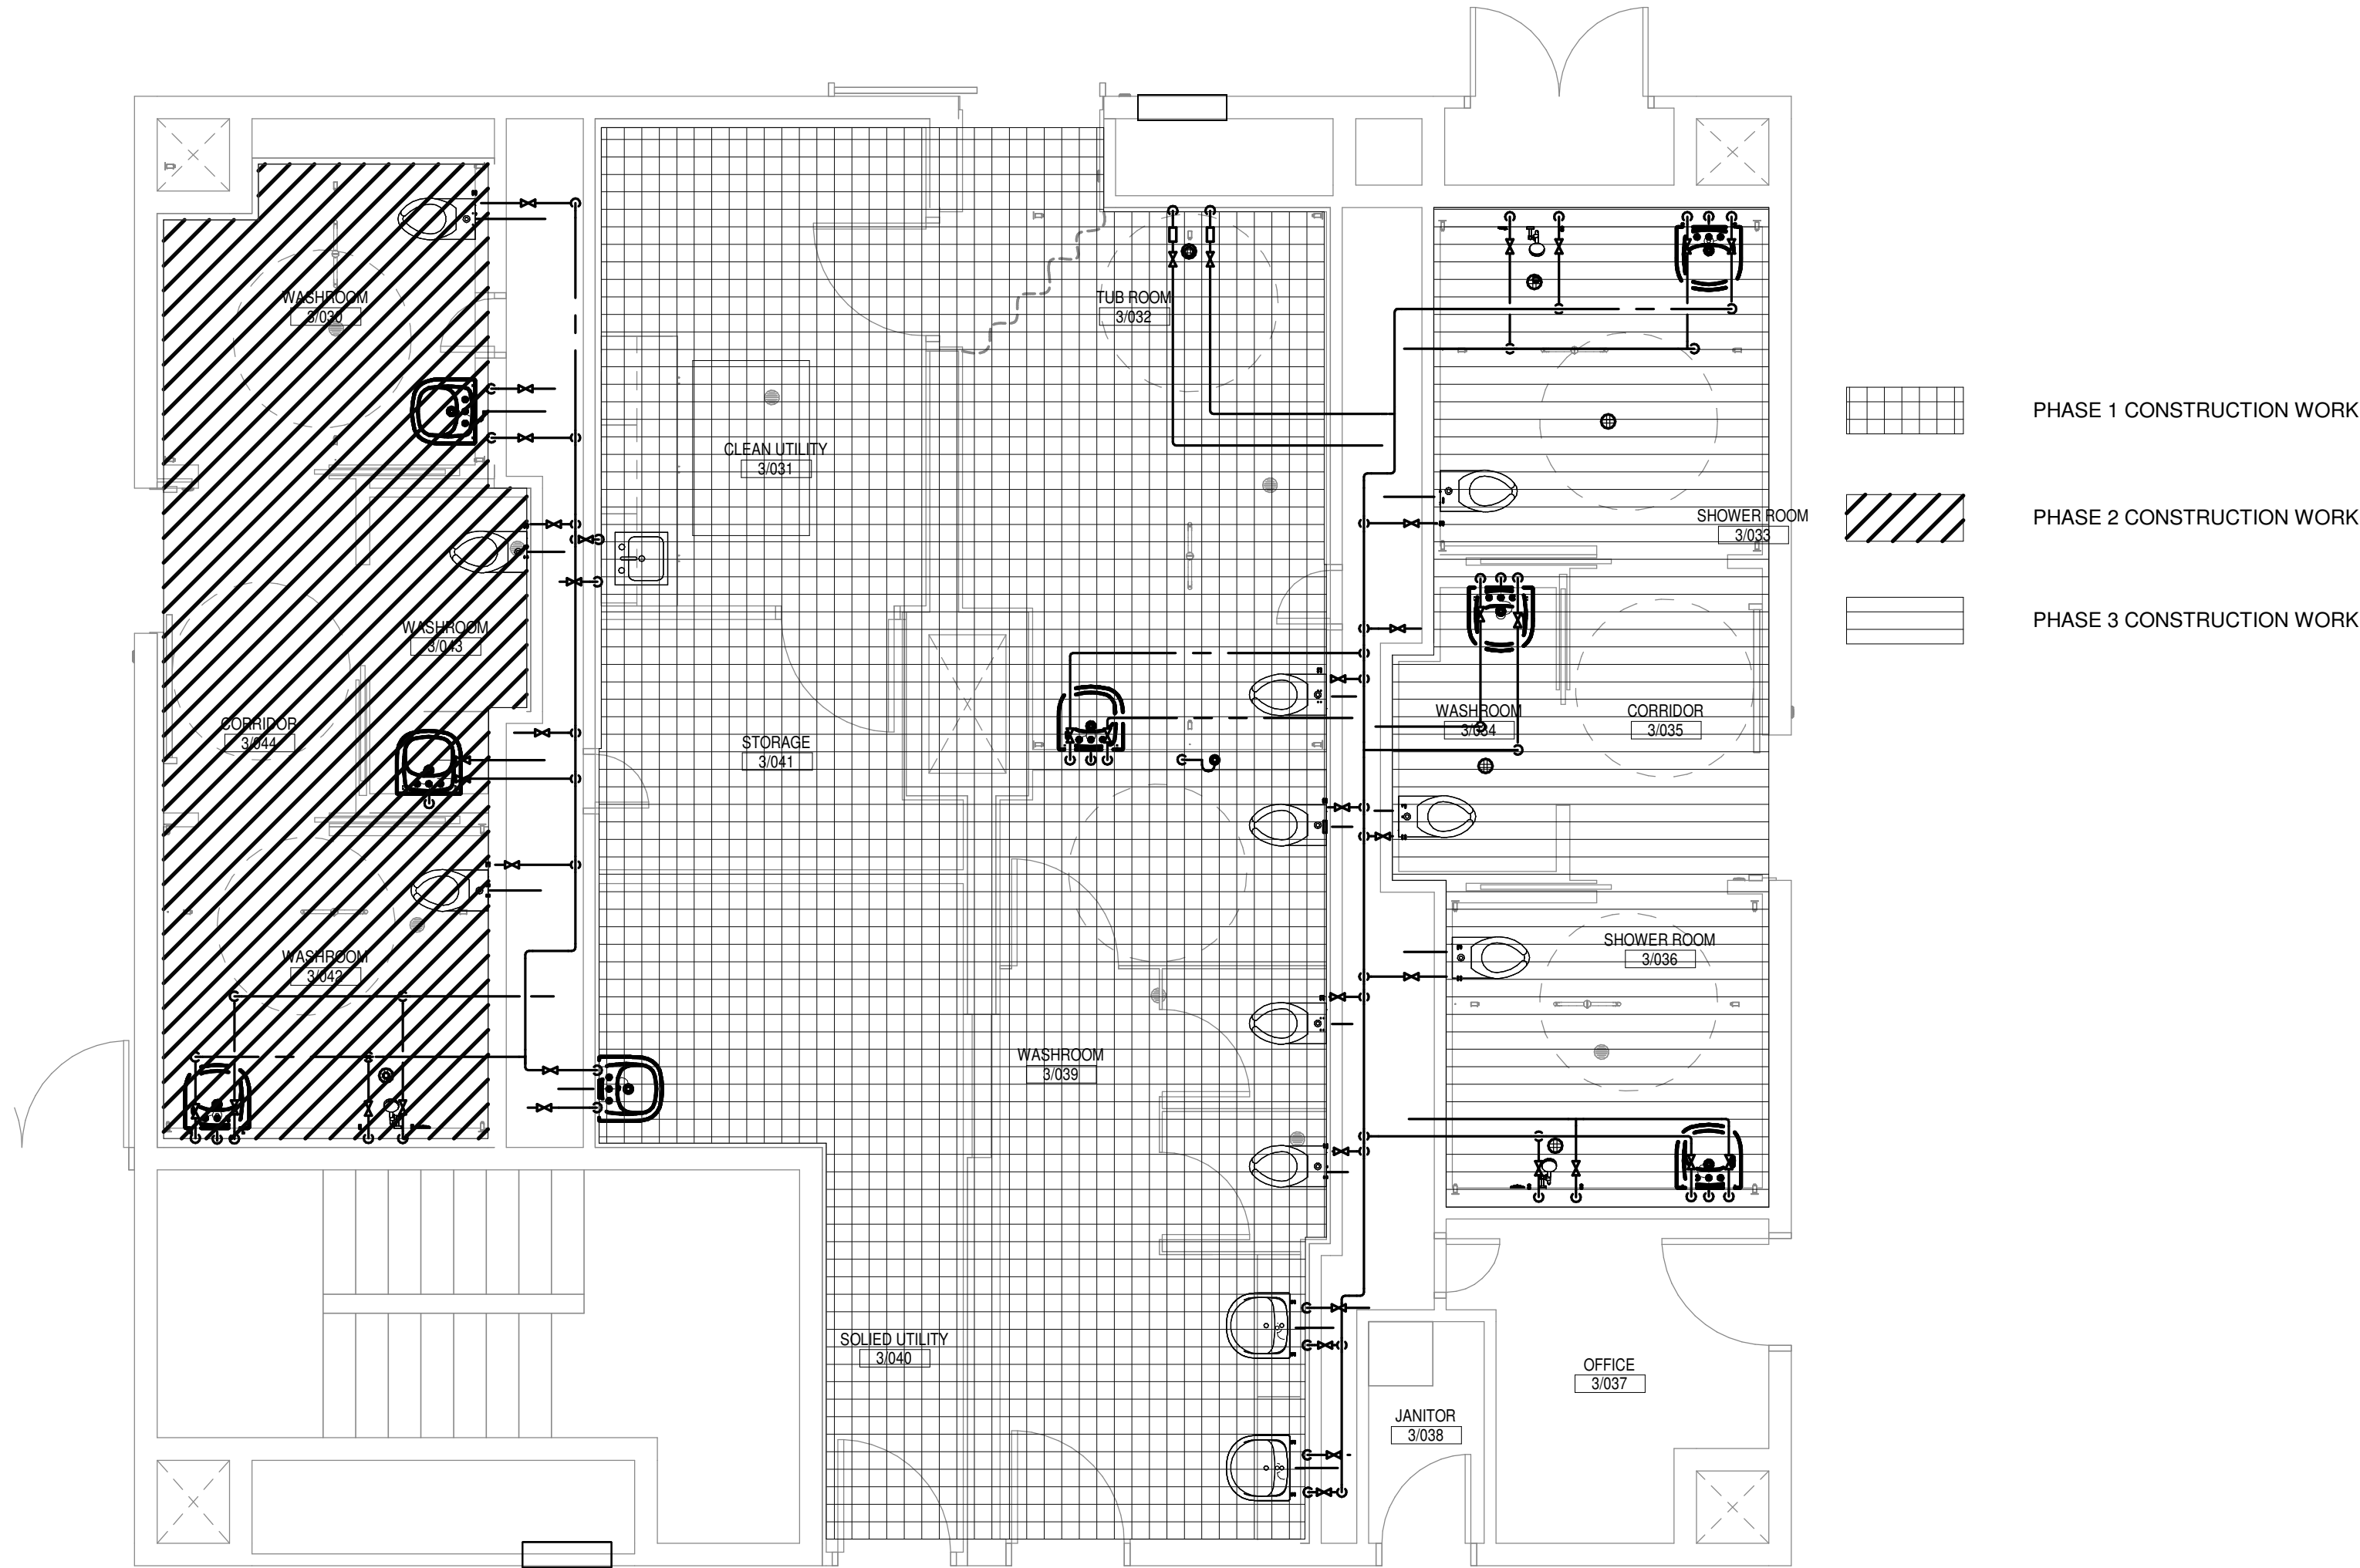 WASHROOM
3/030
TUB ROOM
3/032
PHASE 1 CONSTRUCTION WORK
CLEAN UTILITY
3/031
SHOWER ROOM
3/033
PHASE 2 CONSTRUCTION WORK
WASHROOM
3/043
PHASE 3 CONSTRUCTION WORK
CORRIDOR
3/044
STORAGE
3/041
WASHROOM
3/034
CORRIDOR
3/035
WASHROOM
3/042
SHOWER ROOM
3/036
WASHROOM
3/039
SOLIED UTILITY
3/040
OFFICE
3/037
JANITOR
3/038